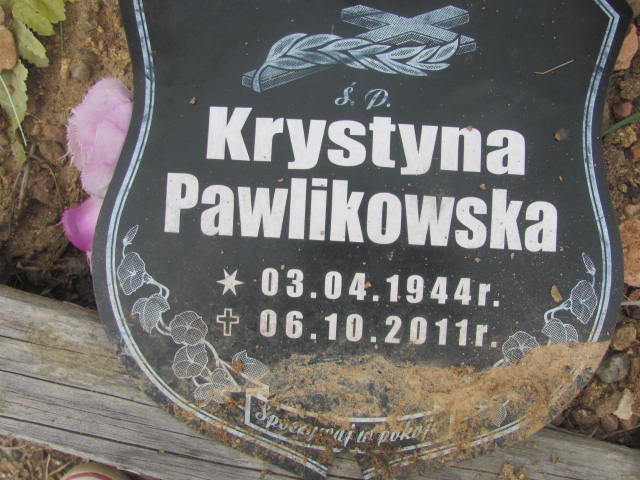 Ś. P.
Krystyna
Pawlikowska
03.04.1944r.
06.10.2011r.
Spoczywaj w pokoju